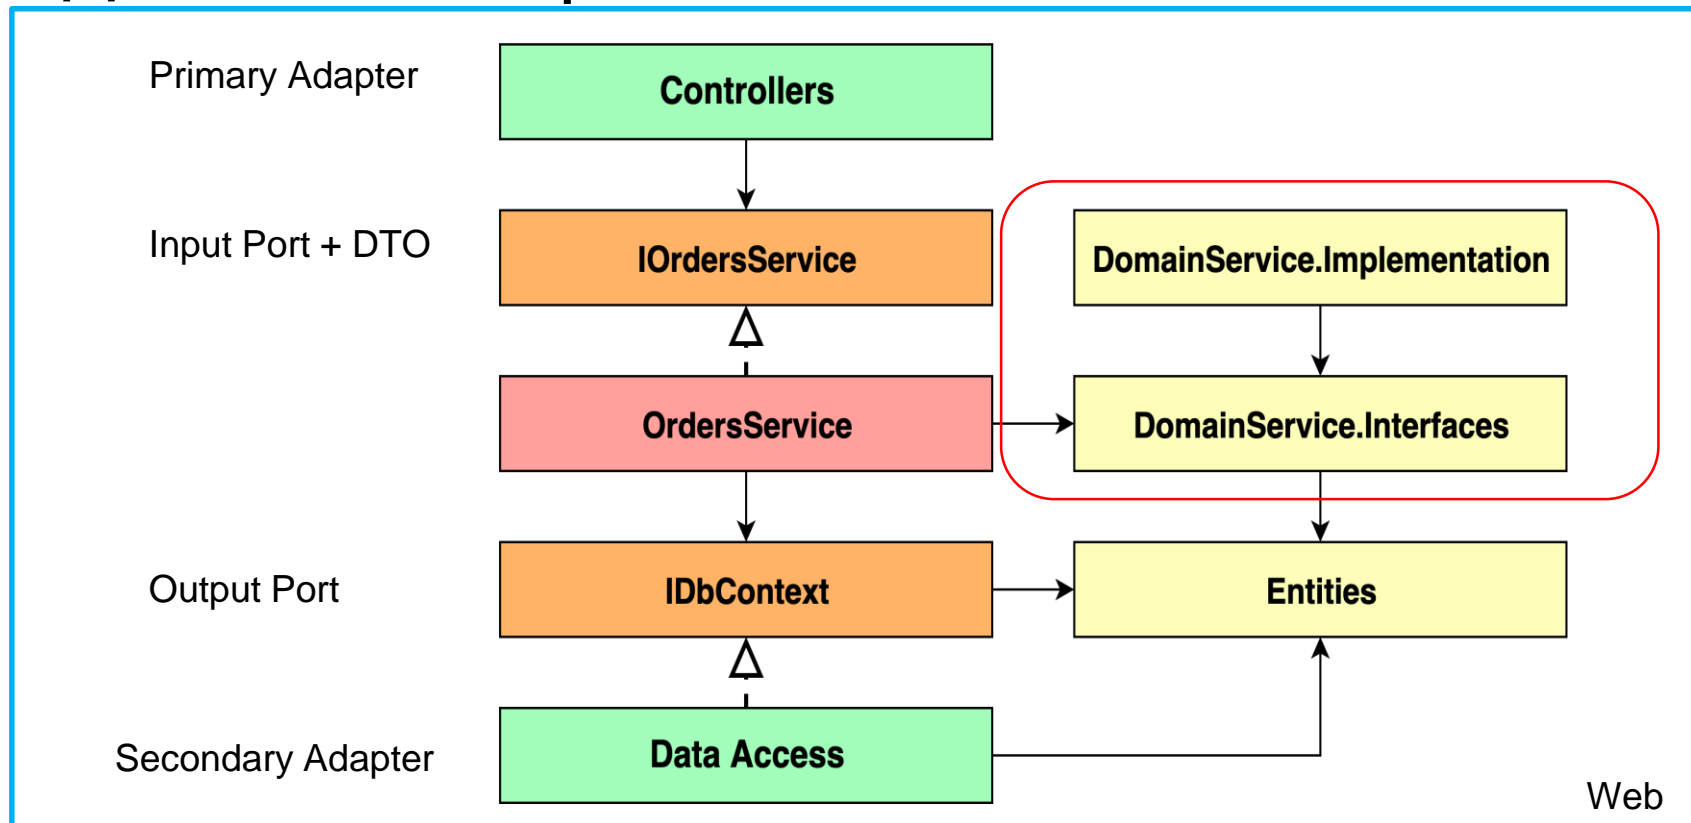 Primary Adapter
Controllers
Input Port + DTO
IOrdersService
DomainService.Implementation
OrdersService
DomainService.Interfaces
Output Port
IDbContext
Entities
Secondary Adapter
Data Access
Web